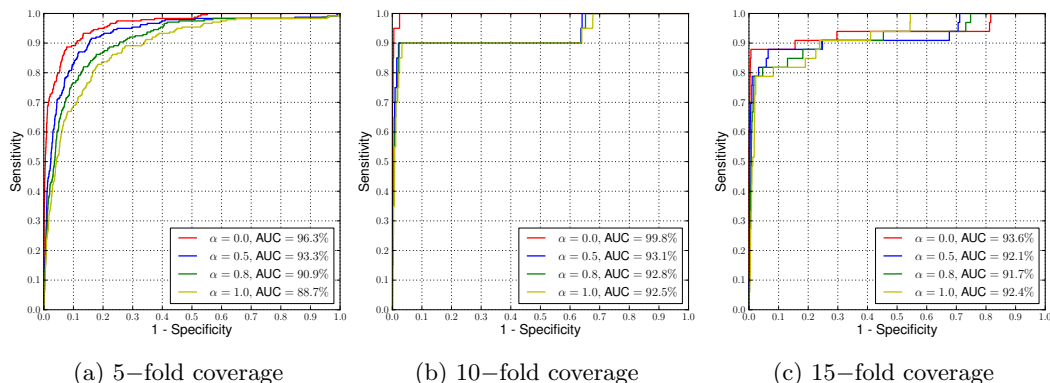 1.0
0.9
0.8
0.7
0.6
0.5
0.4
0.3
0.2
0.1
0.0
Sensitivity
α = 0.0, AUC = 96.3%
α = 0.5, AUC = 93.3%
α = 0.8, AUC = 90.9%
α = 1.0, AUC = 88.7%
0.0 0.1 0.2 0.3 0.4 0.5 0.6 0.7 0.8 0.9 1.0
1 - Specificity
(a) 5−fold coverage
1.0
0.9
0.8
0.7
0.6
0.5
0.4
0.3
0.2
0.1
0.0
Sensitivity
α = 0.0, AUC = 99.8%
α = 0.5, AUC = 93.1%
α = 0.8, AUC = 92.8%
α = 1.0, AUC = 92.5%
0.0 0.1 0.2 0.3 0.4 0.5 0.6 0.7 0.8 0.9 1.0
1 - Specificity
(b) 10−fold coverage
1.0
0.9
0.8
0.7
0.6
0.5
0.4
0.3
0.2
0.1
0.0
Sensitivity
α = 0.0, AUC = 93.6%
α = 0.5, AUC = 92.1%
α = 0.8, AUC = 91.7%
α = 1.0, AUC = 92.4%
0.0 0.1 0.2 0.3 0.4 0.5 0.6 0.7 0.8 0.9 1.0
1 - Specificity
(c) 15−fold coverage